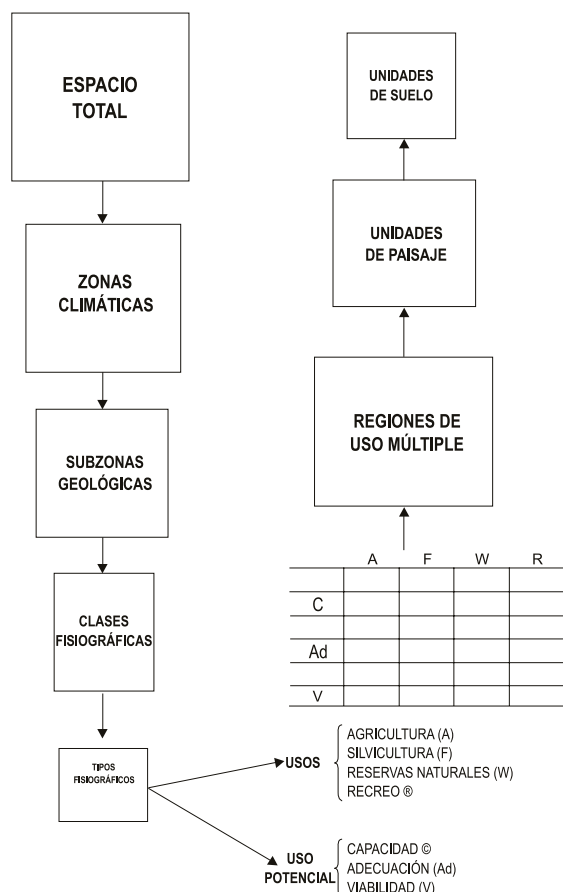 ESPACIO
TOTAL
ZONAS
CLIMÁTICAS
SUBZONAS
GEOLÓGICAS
CLASES
FISIOGRÁFICAS
TIPOS
FISIOGRÁFICOS
UNIDADES
DE SUELO
UNIDADES
DE PAISAJE
REGIONES DE
USO MÚLTIPLE
A F W R
C
Ad
V
USOS
AGRICULTURA (A)
SILVICULTURA (F)
RESERVAS NATURALES (W)
RECREO ®
USO
POTENCIAL
CAPACIDAD ©
ADECUACIÓN (Ad)
VIABILIDAD (V)